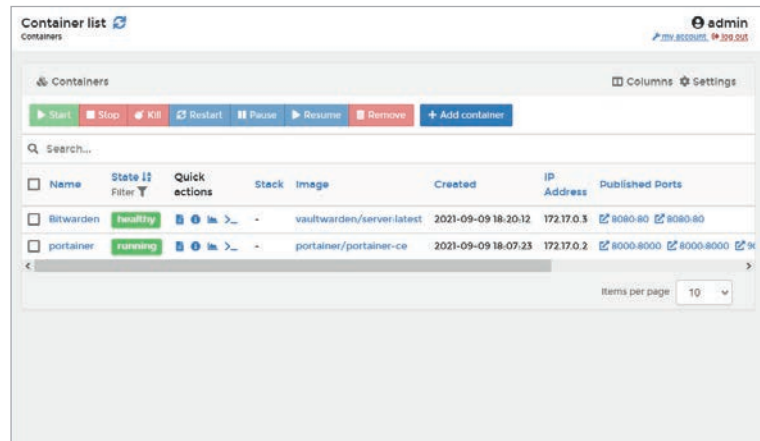 Container list
Containers
admin
my account log out
Containers
Columns Settings
Start Stop Kill Restart Pause Resume Remove + Add container
Search...
Name State Filter Quick actions Stack Image Created IP Address Published Ports
Bitwarden healthy - vaultwarden/server:latest 2021-09-09 18:20:12 172.17.0.3 8080:80 8080:80
portainer running - portainer/portainer-ce 2021-09-09 18:07:23 172.17.0.2 8000:8000 8000:8000
Items per page 10